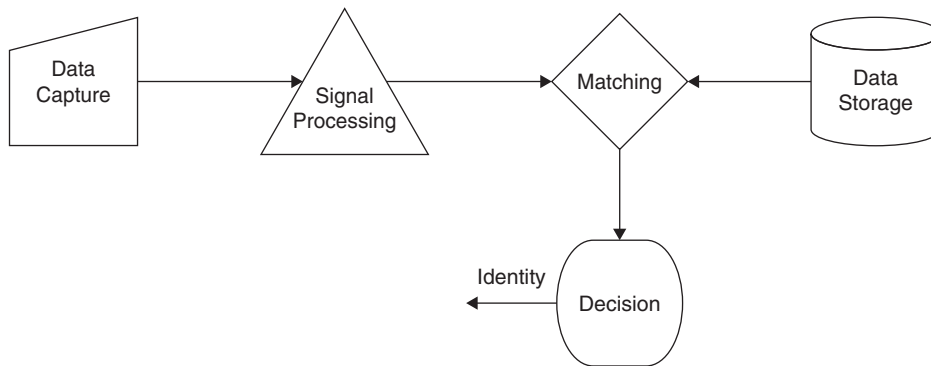 Data
Capture
Signal
Processing
Matching
Data
Storage
Identity
Decision